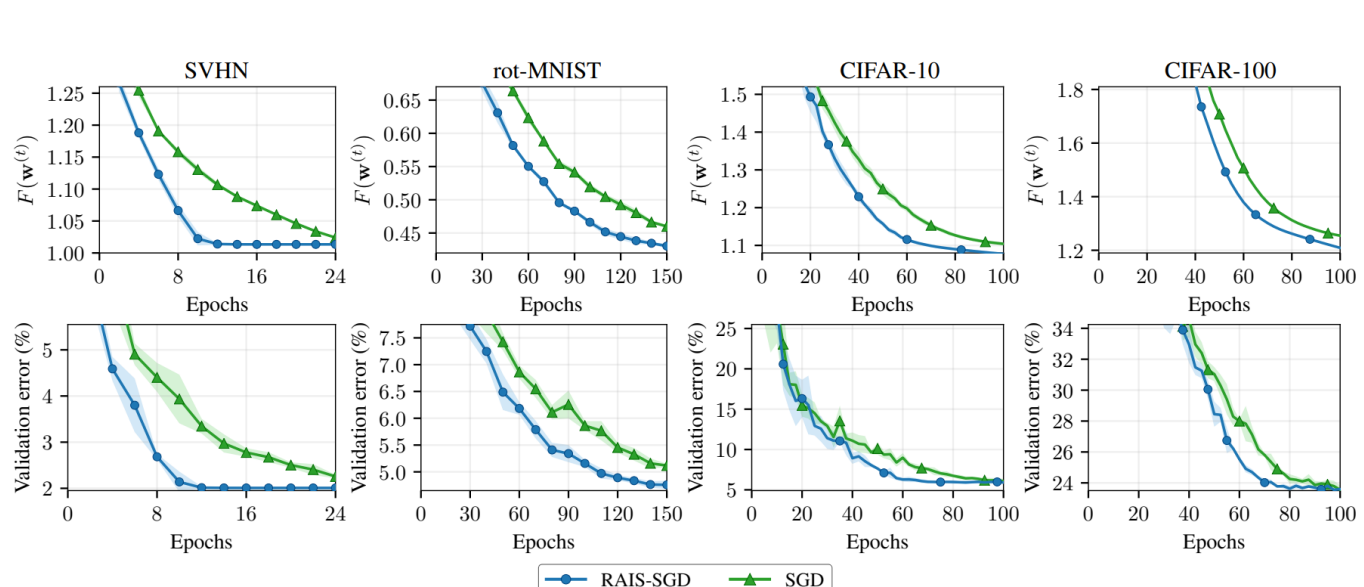 SVHN rot-MNIST CIFAR-10 CIFAR-100
F(w^(t))
1.25
1.20
1.15
1.10
1.05
1.00
0 8 16 24
Epochs
F(w^(t))
0.65
0.60
0.55
0.50
0.45
0 30 60 90 120 150
Epochs
F(w^(t))
1.5
1.4
1.3
1.2
1.1
0 20 40 60 80 100
Epochs
F(w^(t))
1.8
1.6
1.4
1.2
0 20 40 60 80 100
Epochs
Validation error (%)
5
4
3
2
0 8 16 24
Epochs
Validation error (%)
7.5
7.0
6.5
6.0
5.5
5.0
0 30 60 90 120 150
Epochs
Validation error (%)
25
20
15
10
5
0 20 40 60 80 100
Epochs
Validation error (%)
34
32
30
28
26
24
0 20 40 60 80 100
Epochs
RAIS-SGD SGD